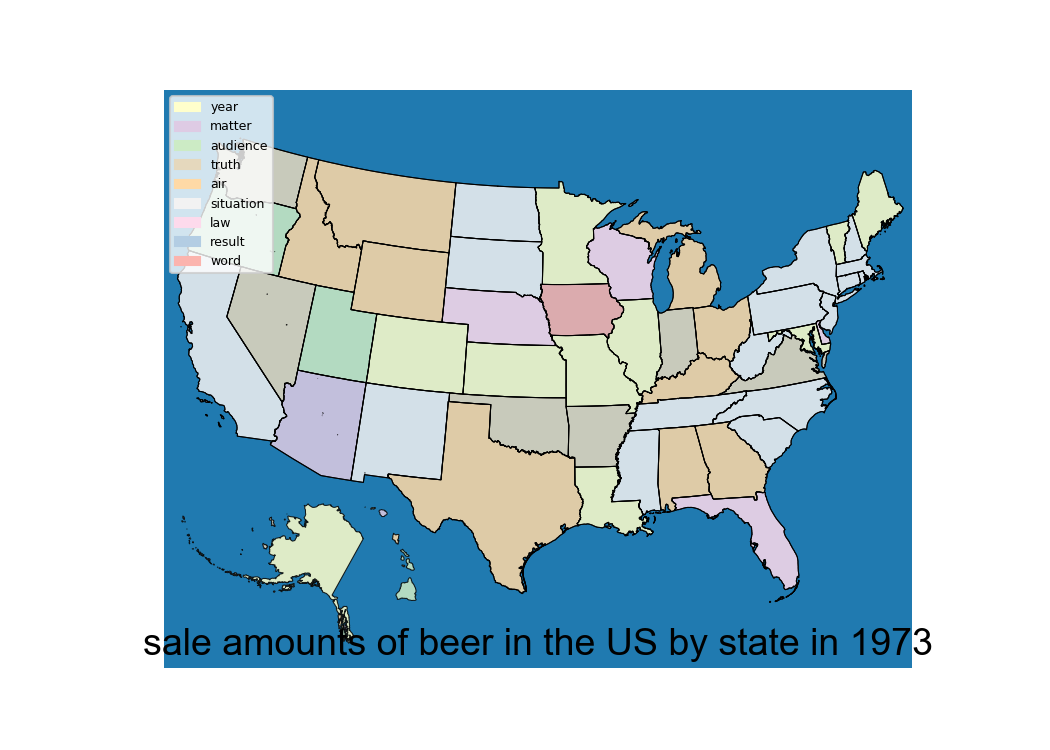 year
matter
audience
truth
air
situation
law
result
word
sale amounts of beer in the US by state in 1973